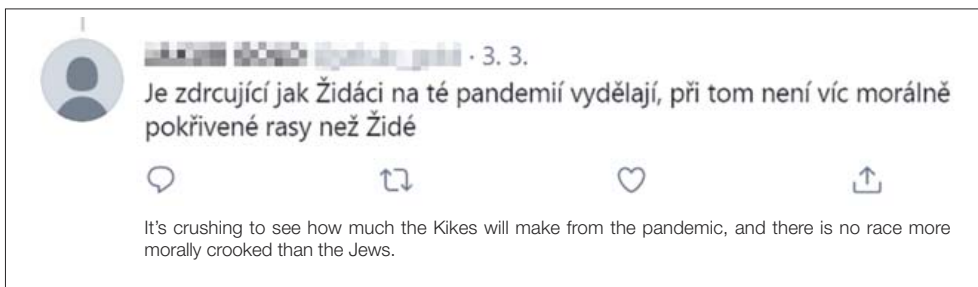 · 3. 3.
Je zdrcující jak Židáci na té pandemií vydělají, při tom není víc morálně
pokřivené rasy než Židé
It's crushing to see how much the Kikes will make from the pandemic, and there is no race more
morally crooked than the Jews.